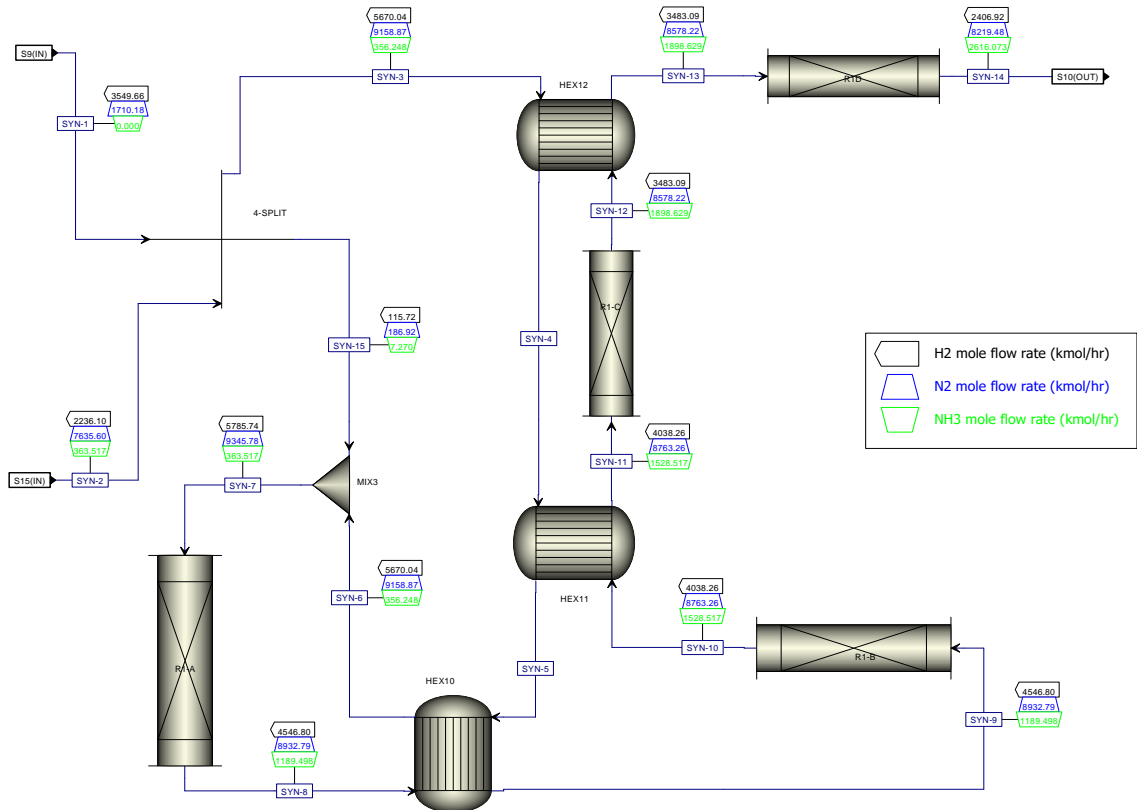 5670.04
9158.87
356.248
SYN-3
3483.09
8578.22
1898.629
SYN-13
2406.92
8219.48
2616.073
SYN-14
S9(IN)
S10(OUT)
R1D
HEX12
3549.66
1710.18
0.000
SYN-1
3483.09
8578.22
1898.629
SYN-12
4-SPLIT
R1-C
115.72
186.92
7.270
SYN-15
SYN-4
H2 mole flow rate (kmol/hr)
N2 mole flow rate (kmol/hr)
NH3 mole flow rate (kmol/hr)
2236.10
7635.60
363.517
SYN-2
S15(IN)
5785.74
9345.78
363.517
SYN-7
MIX3
4038.26
8763.26
1528.517
SYN-11
HEX11
5670.04
9158.87
356.248
SYN-6
4038.26
8763.26
1528.517
SYN-10
R1-A
SYN-5
R1-B
HEX10
4546.80
8932.79
1189.498
SYN-9
4546.80
8932.79
1189.498
SYN-8